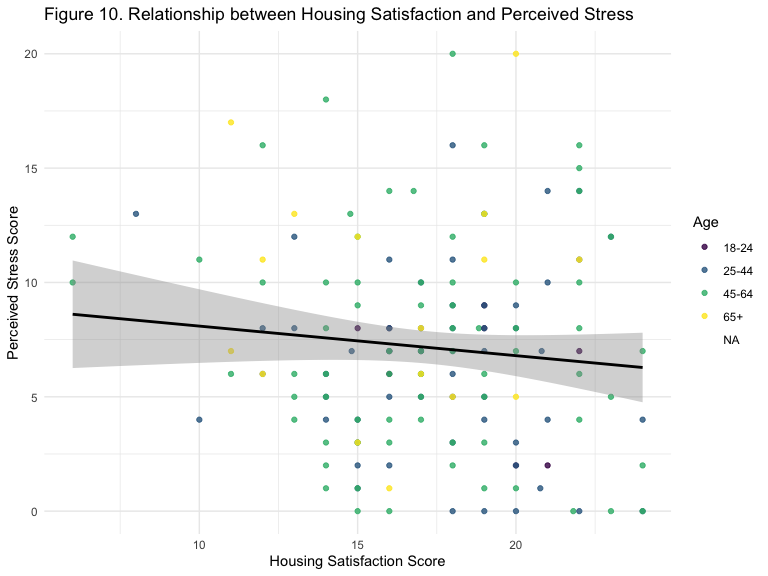 Figure 10. Relationship between Housing Satisfaction and Perceived Stress
20
15
10
5
0
Perceived Stress Score
10
15
20
Housing Satisfaction Score
Age
18-24
25-44
45-64
65+
NA